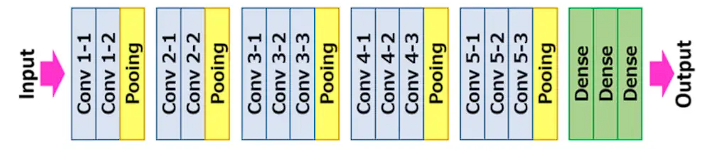 Input
Conv 1-1
Conv 1-2
Pooing
Conv 2-1
Conv 2-2
Pooing
Conv 3-1
Conv 3-2
Conv 3-3
Pooing
Conv 4-1
Conv 4-2
Conv 4-3
Pooing
Conv 5-1
Conv 5-2
Conv 5-3
Pooing
Dense
Dense
Dense
Output